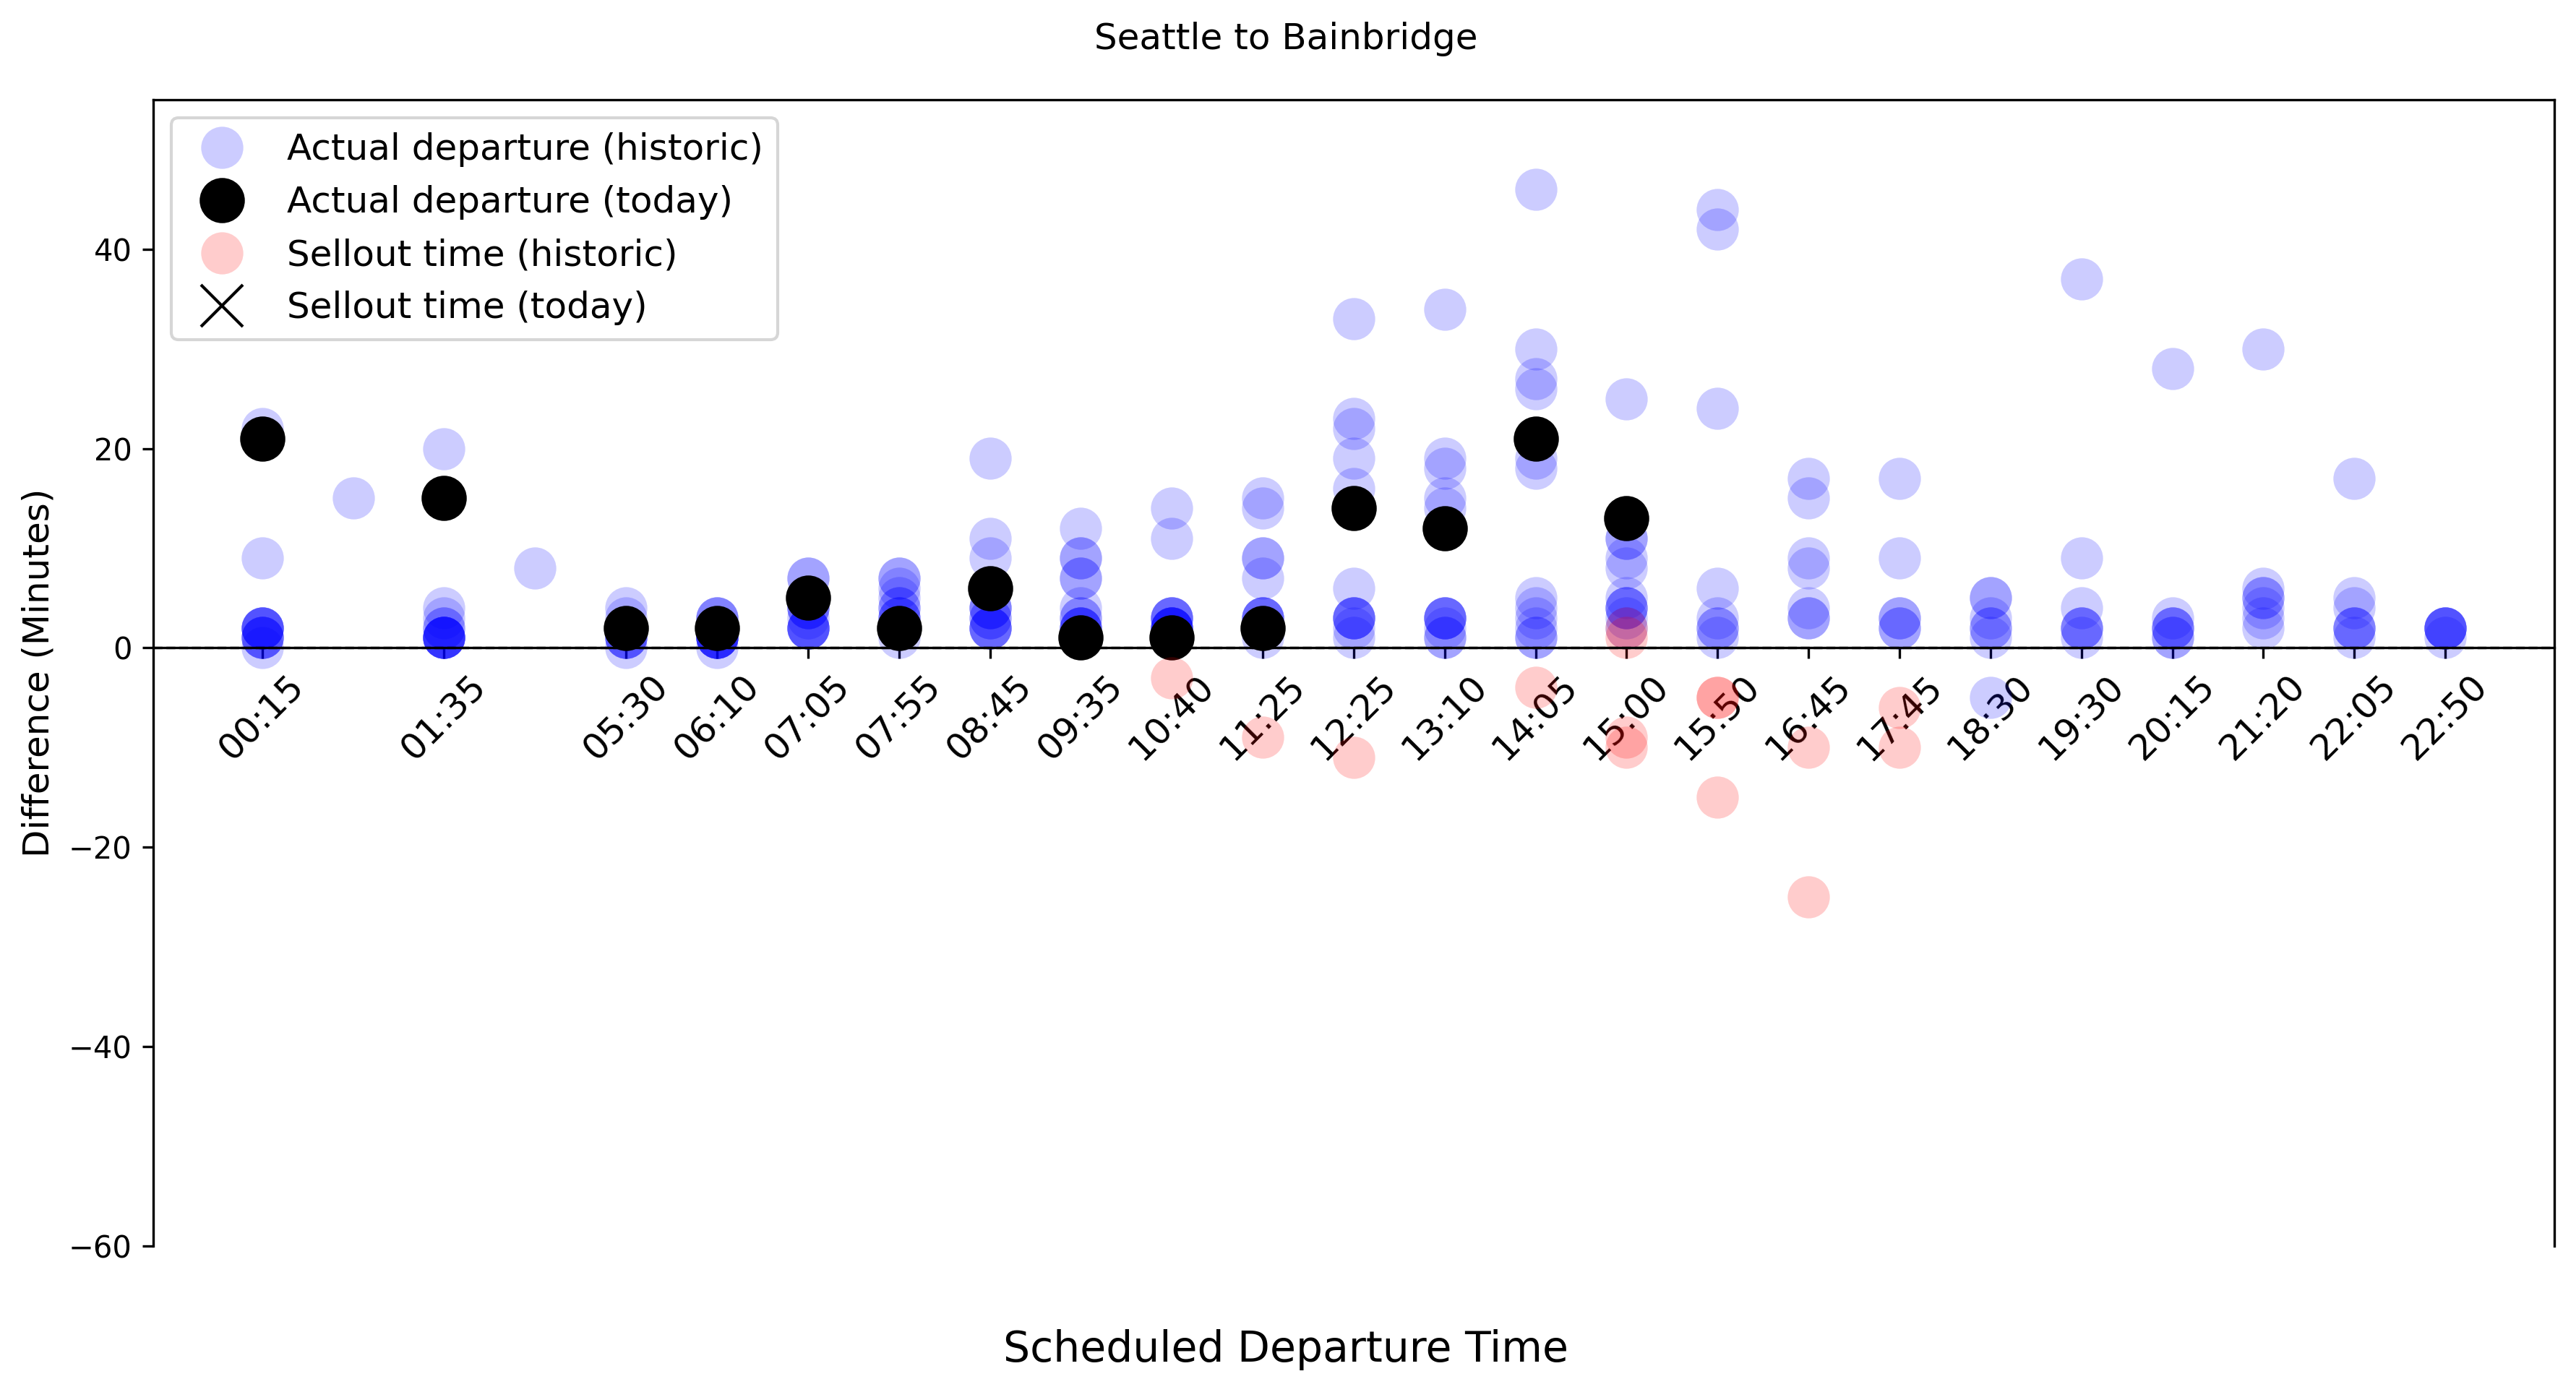 Seattle to Bainbridge
Actual departure (historic)
Actual departure (today)
Sellout time (historic)
Sellout time (today)
Difference (Minutes)
40
20
0
−20
−40
−60
00:15 01:35 05:30 06:10 07:05 07:55 08:45 09:35 10:40 11:25 12:25 13:10 14:05 15:00 15:50 16:45 17:45 18:30 19:30 20:15 21:20 22:05 22:50
Scheduled Departure Time